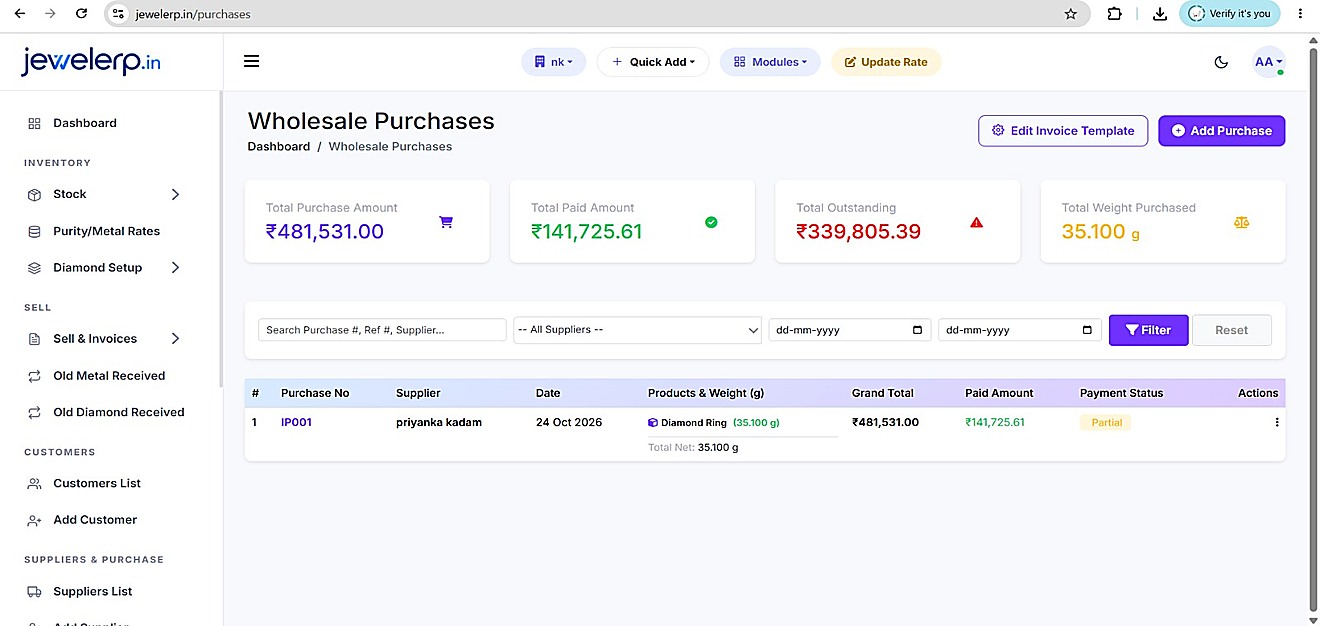 jewelerp.in/purchases
Verify it's you
jewelerp.in
nk
Quick Add
Modules
Update Rate
AA
Dashboard
INVENTORY
Stock
Purity/Metal Rates
Diamond Setup
SELL
Sell & Invoices
Old Metal Received
Old Diamond Received
CUSTOMERS
Customers List
Add Customer
SUPPLIERS & PURCHASE
Suppliers List
Add Supplier
Wholesale Purchases
Dashboard / Wholesale Purchases
Edit Invoice Template
Add Purchase
Total Purchase Amount
₹481,531.00
Total Paid Amount
₹141,725.61
Total Outstanding
₹339,805.39
Total Weight Purchased
35.100 g
Search Purchase #, Ref #, Supplier...
-- All Suppliers --
dd-mm-yyyy
dd-mm-yyyy
Filter
Reset
# Purchase No Supplier Date Products & Weight (g) Grand Total Paid Amount Payment Status Actions
1 IP001 priyanka kadam 24 Oct 2026 Diamond Ring (35.100 g) ₹481,531.00 ₹141,725.61 Partial
Total Net: 35.100 g